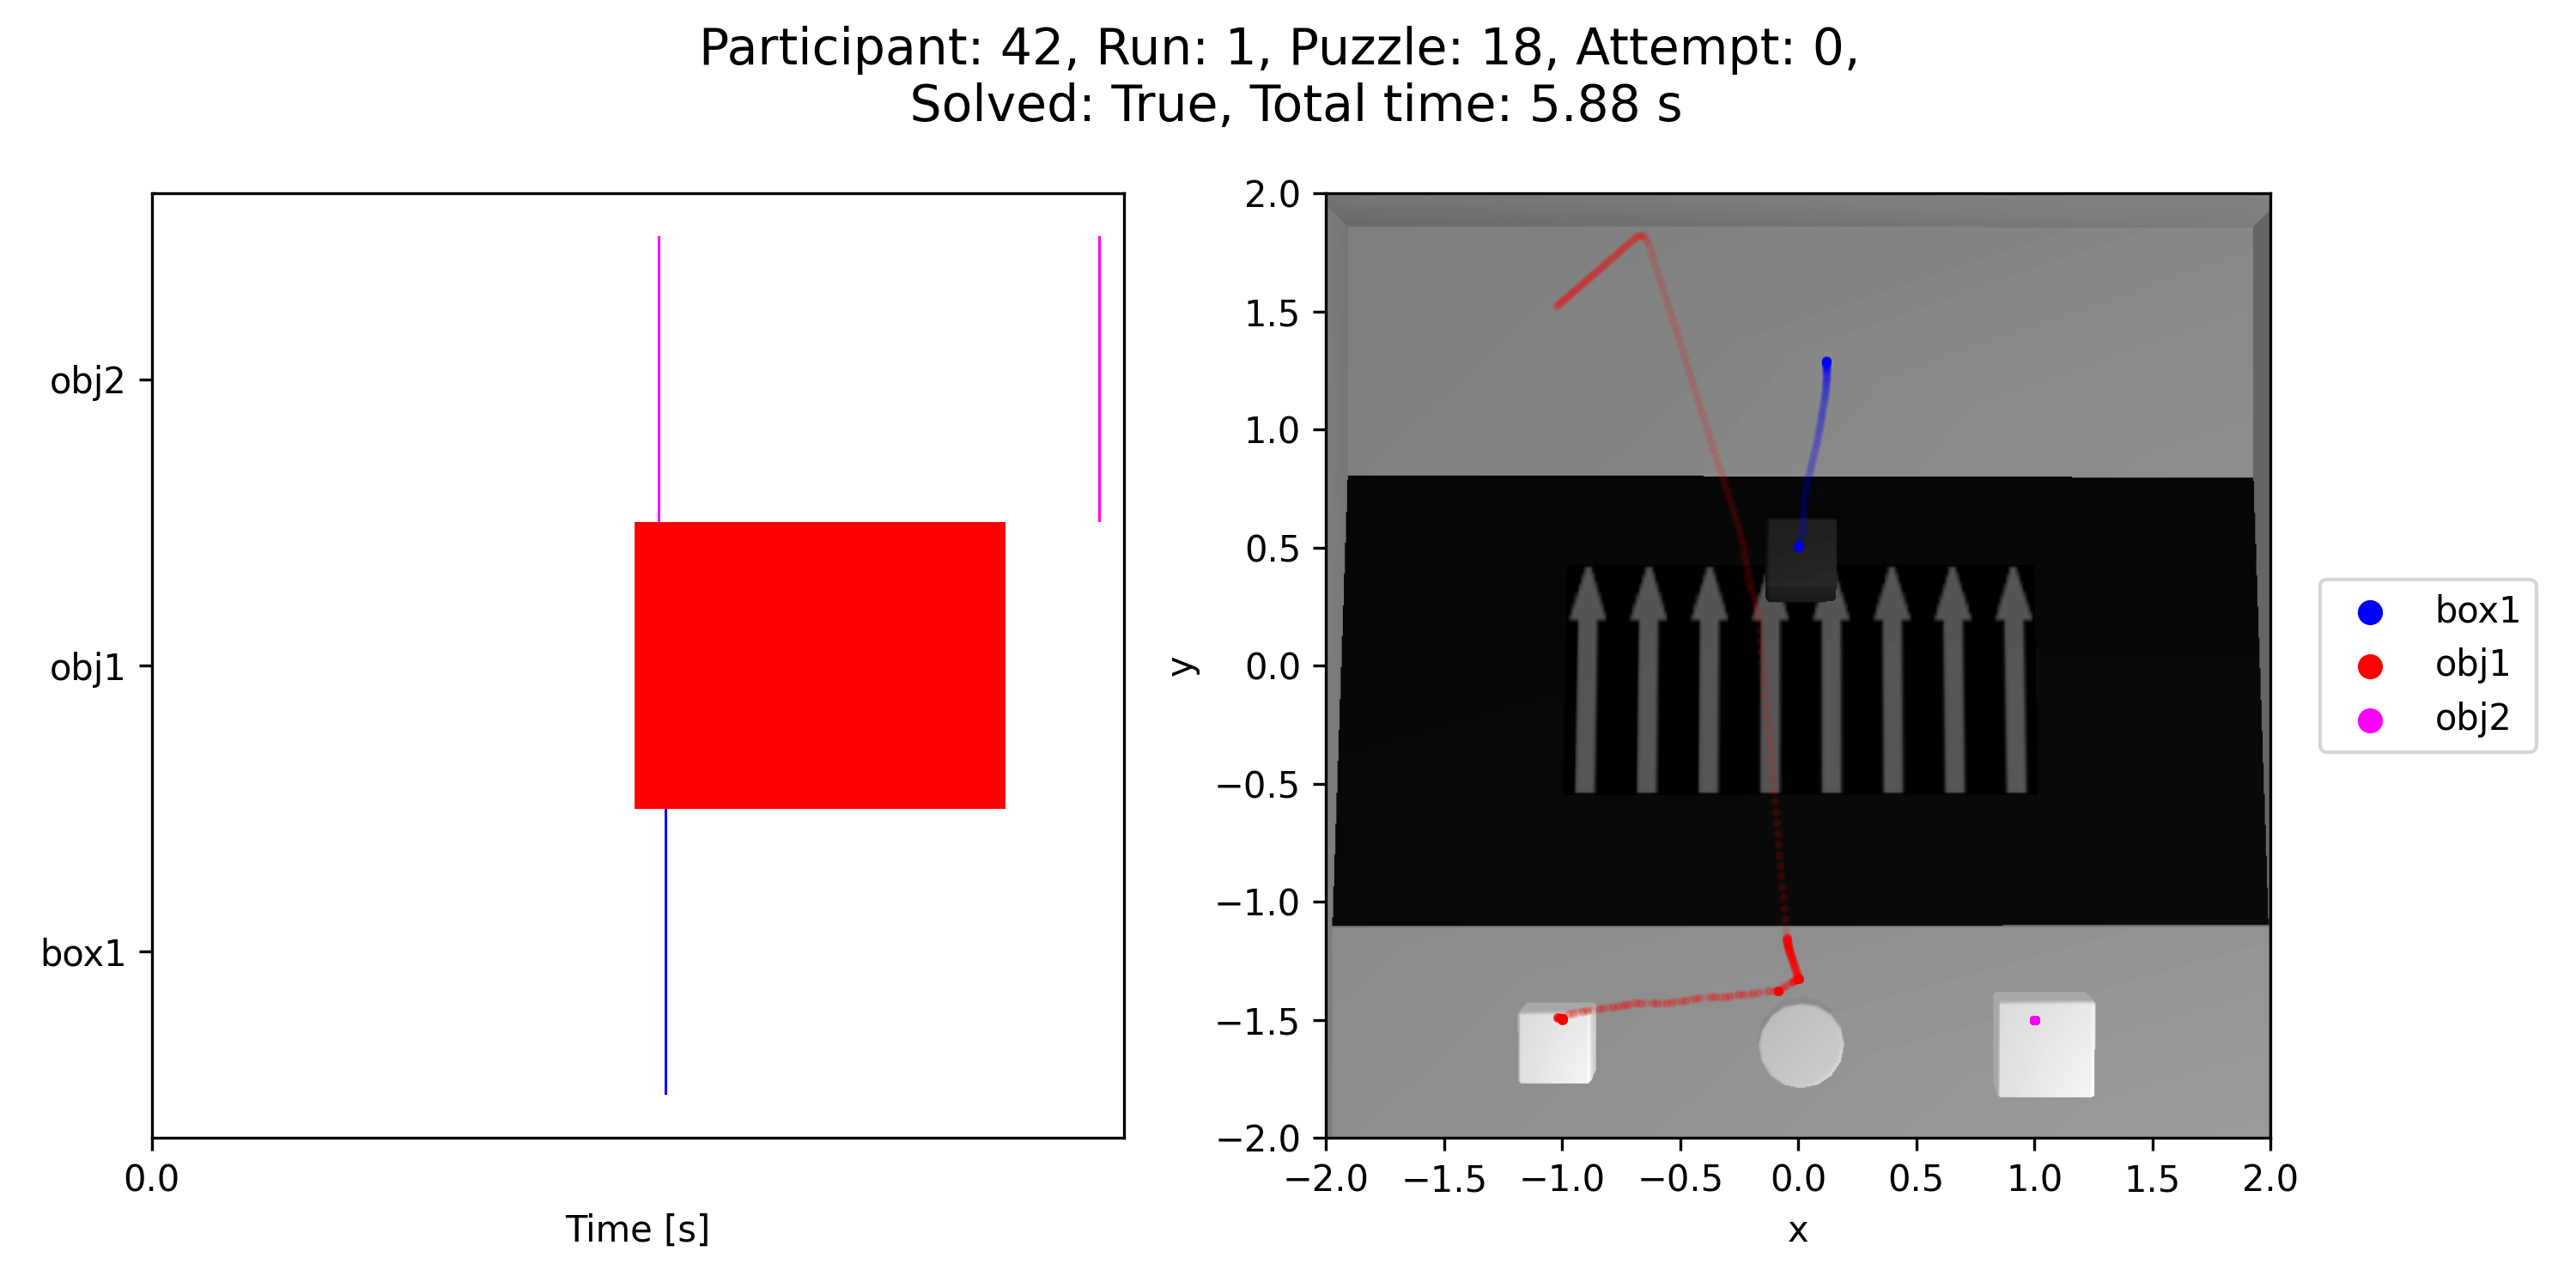 Participant: 42, Run: 1, Puzzle: 18, Attempt: 0,
Solved: True, Total time: 5.88 s
obj2
obj1
box1
0.0
Time [s]
2.0
1.5
1.0
0.5
0.0
−0.5
−1.0
−1.5
−2.0
y
−2.0 −1.5 −1.0 −0.5 0.0 0.5 1.0 1.5 2.0
x
box1
obj1
obj2